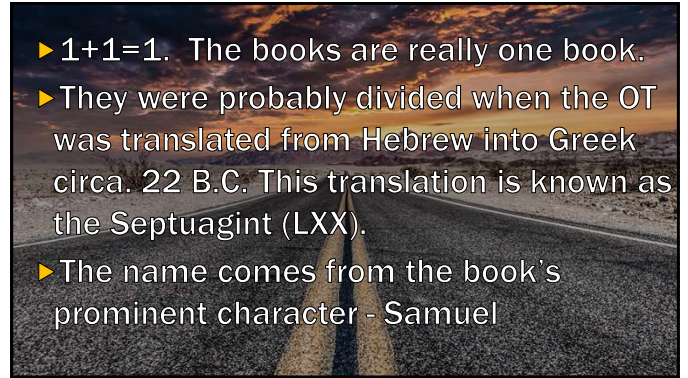 1+1=1.  The books are really one book.
They were probably divided when the OT
was translated from Hebrew into Greek
circa. 22 B.C. This translation is known as
the Septuagint (LXX).
The name comes from the book's
prominent character - Samuel